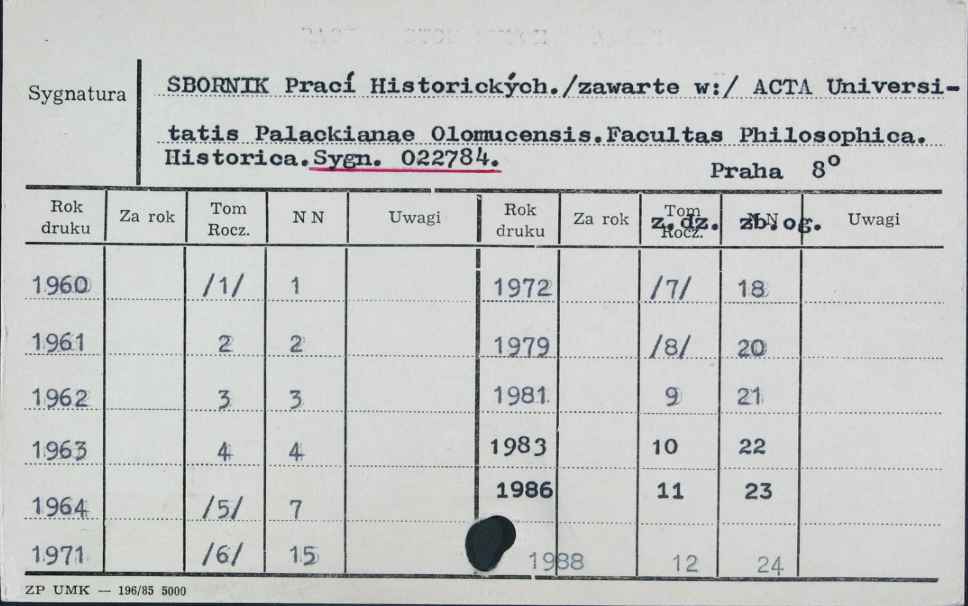 Sygnatura
SBORNIK Prací Historických./zawarte w:/ ACTA Universi-
tatis Palackianae Olomucensis.Facultas Philosophica.
Historica.Sygn. 022784.
Praha 8º
Rok druku Za rok Tom Rocz. N N Uwagi Rok druku Za rok Tom Rocz. N N Uwagi
z.dz. zb.og.
1960 /1/ 1 1972 /7/ 18
1961 2 2 1979 /8/ 20
1962 3 3 1981 9 21
1963 4 4 1983 10 22
1964 /5/ 7 1986 11 23
1971 /6/ 15 1988 12 24
ZP UMK — 196/85 5000